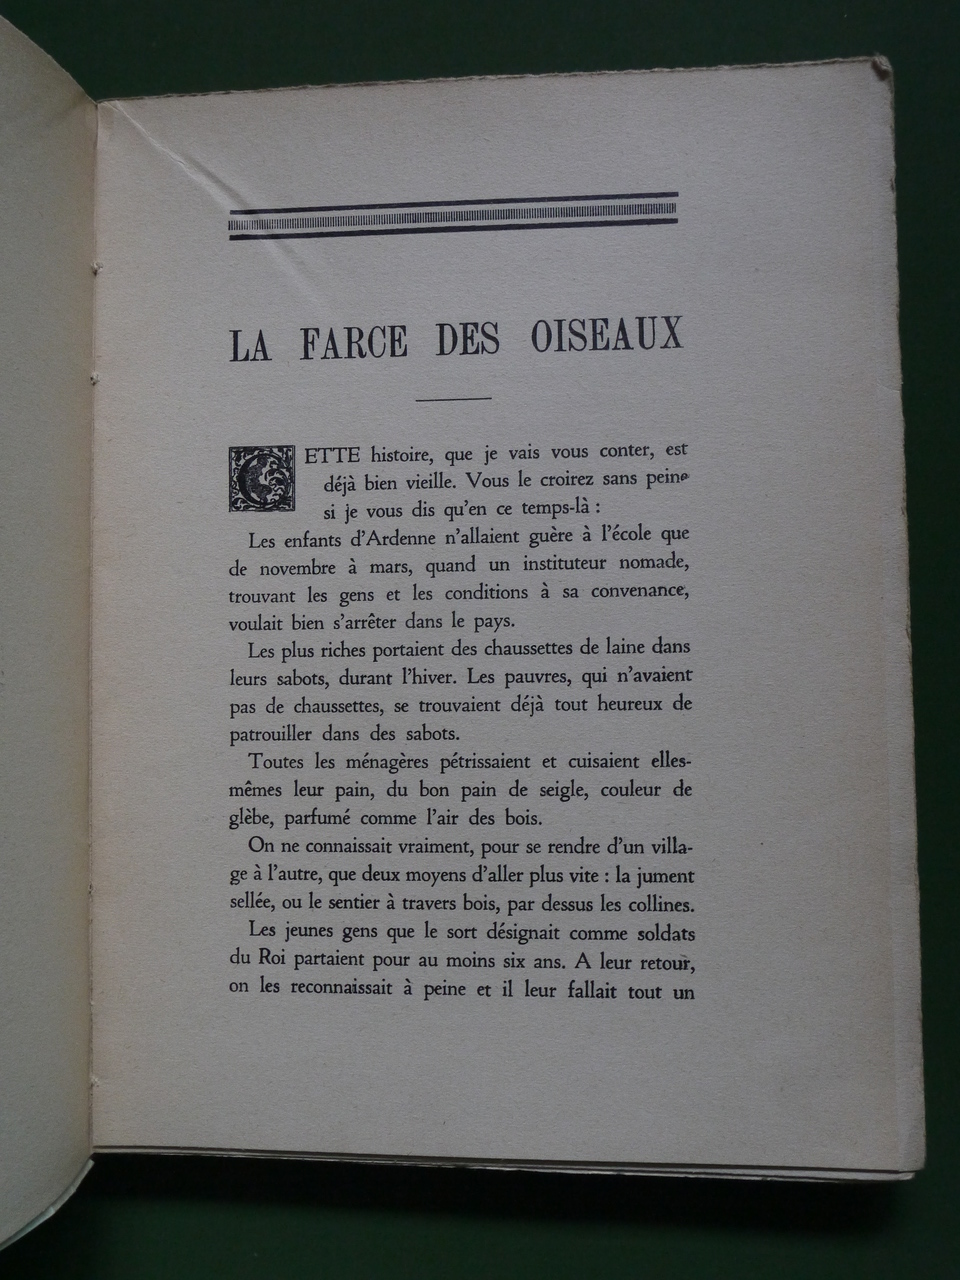 LA FARCE DES OISEAUX
CETTE histoire, que je vais vous conter, est
déjà bien vieille. Vous le croirez sans peine
si je vous dis qu'en ce temps-là :
Les enfants d'Ardenne n'allaient guère à l'école que
de novembre à mars, quand un instituteur nomade,
trouvant les gens et les conditions à sa convenance,
voulait bien s'arrêter dans le pays.
Les plus riches portaient des chaussettes de laine dans
leurs sabots, durant l'hiver. Les pauvres, qui n'avaient
pas de chaussettes, se trouvaient déjà tout heureux de
patrouiller dans des sabots.
Toutes les ménagères pétrissaient et cuisaient elles-
mêmes leur pain, du bon pain de seigle, couleur de
glèbe, parfumé comme l'air des bois.
On ne connaissait vraiment, pour se rendre d'un villa-
ge à l'autre, que deux moyens d'aller plus vite : la jument
sellée, ou le sentier à travers bois, par dessus les collines.
Les jeunes gens que le sort désignait comme soldats
du Roi partaient pour au moins six ans. A leur retour,
on les reconnaissait à peine et il leur fallait tout un